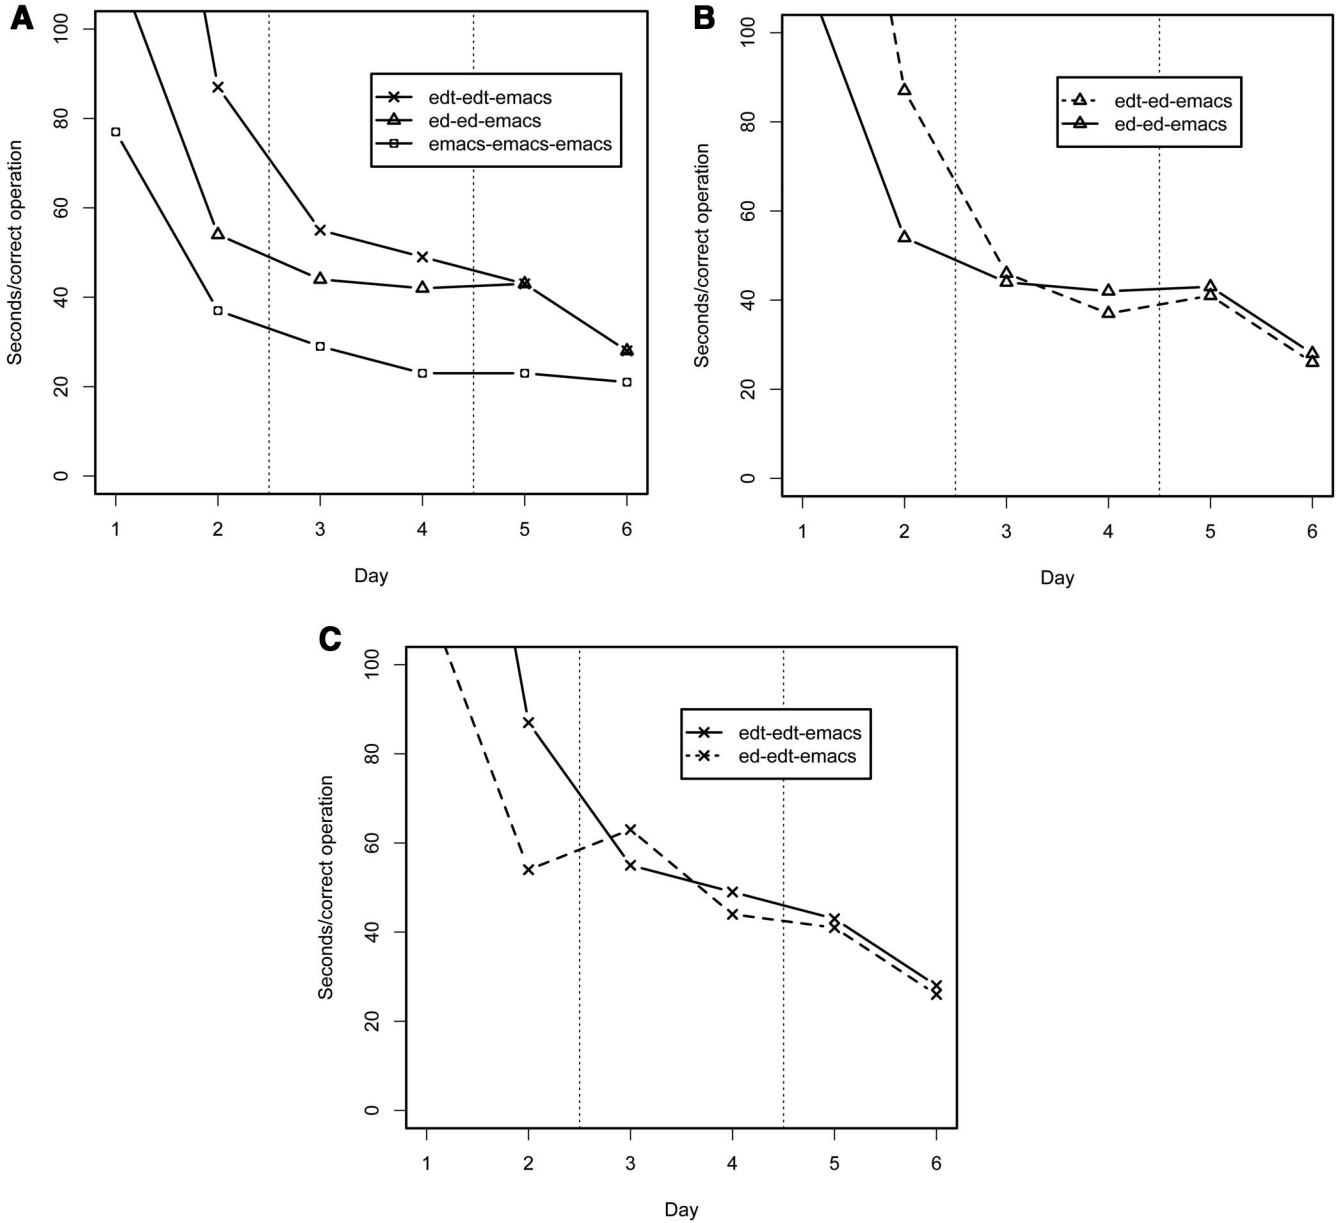 A
Seconds/correct operation
100
80
60
40
20
0
edt-edt-emacs
ed-ed-emacs
emacs-emacs-emacs
1 2 3 4 5 6
Day
B
Seconds/correct operation
100
80
60
40
20
0
edt-ed-emacs
ed-ed-emacs
1 2 3 4 5 6
Day
C
Seconds/correct operation
100
80
60
40
20
0
edt-edt-emacs
ed-edt-emacs
1 2 3 4 5 6
Day